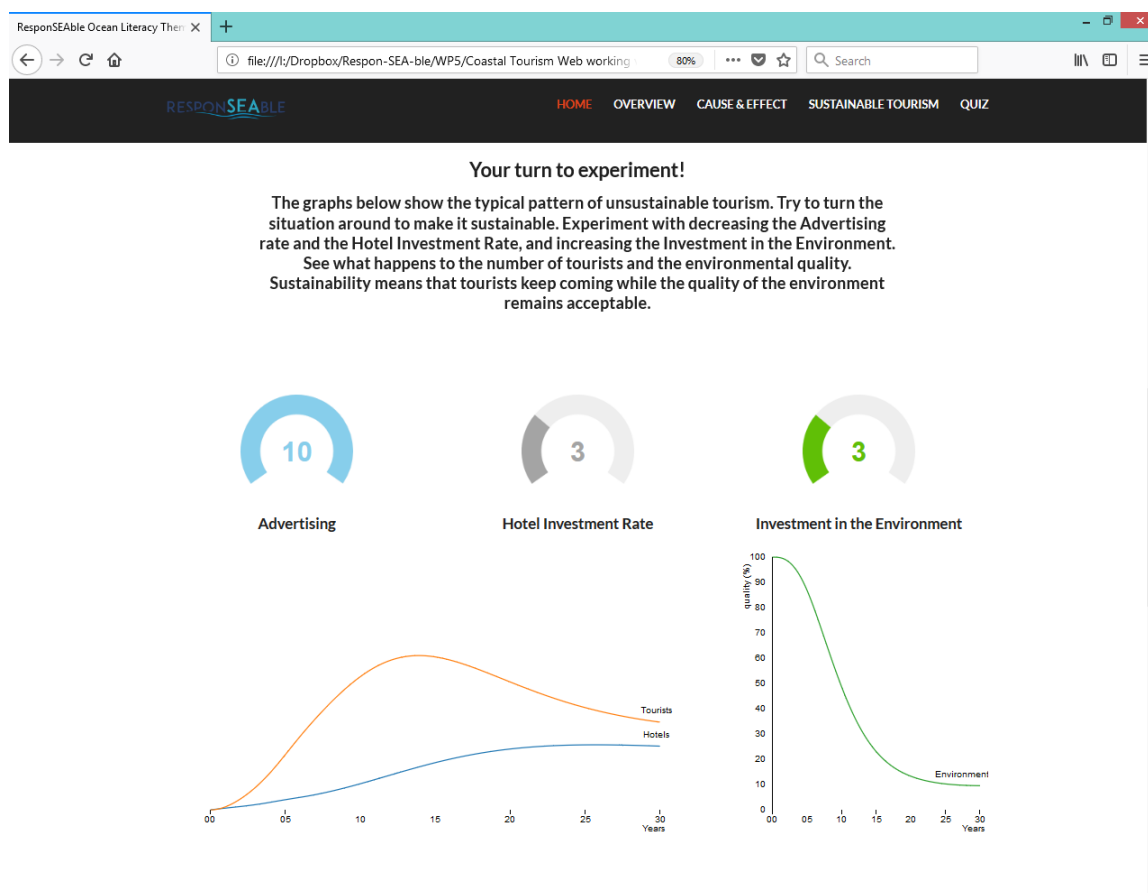 ResponSEAble Ocean Literacy Them
file:///I:/Dropbox/Respon-SEA-ble/WP5/Coastal Tourism Web working
80%
Search
RESPONSEABLE
HOME OVERVIEW CAUSE & EFFECT SUSTAINABLE TOURISM QUIZ
Your turn to experiment!
The graphs below show the typical pattern of unsustainable tourism. Try to turn the
situation around to make it sustainable. Experiment with decreasing the Advertising
rate and the Hotel Investment Rate, and increasing the Investment in the Environment.
See what happens to the number of tourists and the environmental quality.
Sustainability means that tourists keep coming while the quality of the environment
remains acceptable.
10 3 3
Advertising Hotel Investment Rate Investment in the Environment
Tourists
Hotels
00 05 10 15 20 25 30
Years
quality (%)
100
90
80
70
60
50
40
30
20
10
0
Environment
00 05 10 15 20 25 30
Years